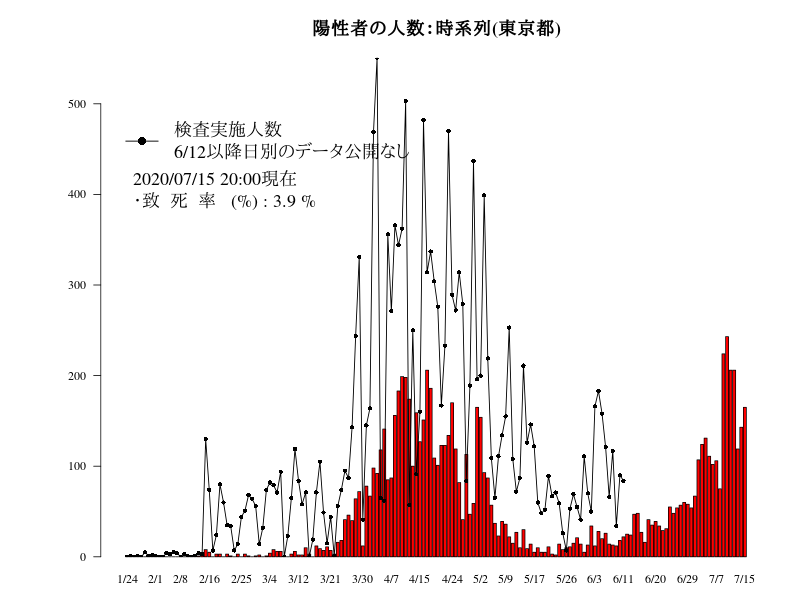 陽性者の人数：時系列(東京都)
500
400
300
200
100
0
検査実施人数
6/12以降日別のデータ公開なし
2020/07/15 20:00現在
・致 死 率 (%) : 3.9 %
1/24 2/1 2/8 2/16 2/25 3/4 3/12 3/21 3/30 4/7 4/15 4/24 5/2 5/9 5/17 5/26 6/3 6/11 6/20 6/29 7/7 7/15